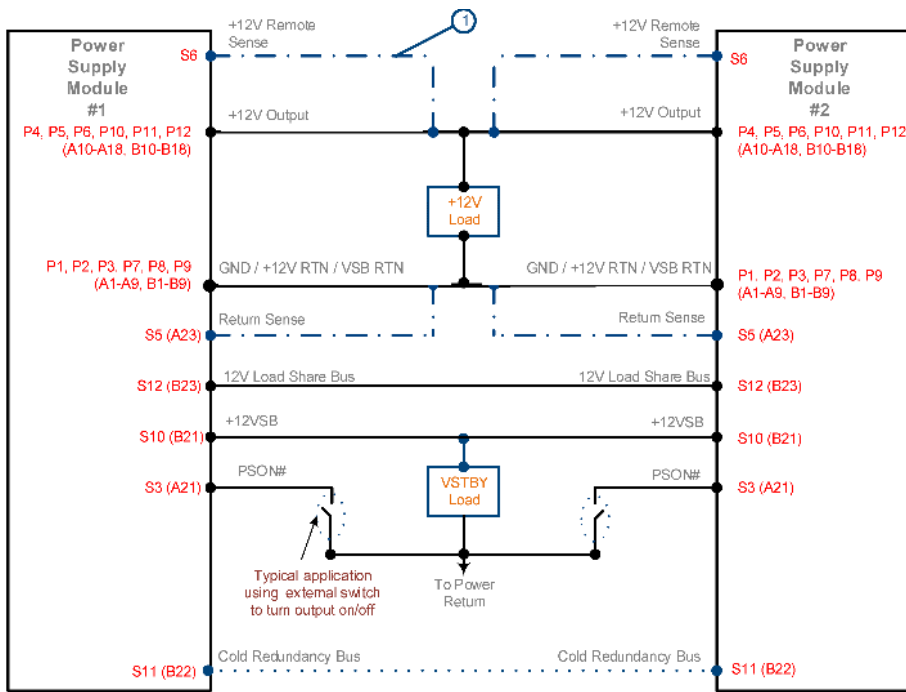 +12V Remote
Sense
1
+12V Remote
Sense
Power
Supply
Module
#1
S6
S6
Power
Supply
Module
#2
+12V Output
+12V Output
P4, P5, P6, P10, P11, P12
(A10-A18. B10-B18)
P4, P5, P6, P10, P11, P12
(A10-A18, B10-B18)
+12V
Load
P1, P2, P3. P7, P8, P9
(A1-A9, B1-B9)
GND / +12V RTN / VSB RTN
GND / +12V RTN / VSB RTN
P1. P2, P3, P7, P8. P9
(A1-A9, B1-B9)
Return Sense
Return Sense
S5 (A23)
S5 (A23)
12V Load Share Bus
12V Load Share Bus
S12 (B23)
S12 (B23)
+12VSB
+12VSB
S10 (B21)
S10 (B21)
PSON#
PSON#
VSTBY
Load
S3 (A21)
S3 (A21)
Typical application
using external switch
to turn output on/off
To Power
Return
Cold Redundancy Bus
Cold Redundancy Bus
S11 (B22)
S11 (B22)